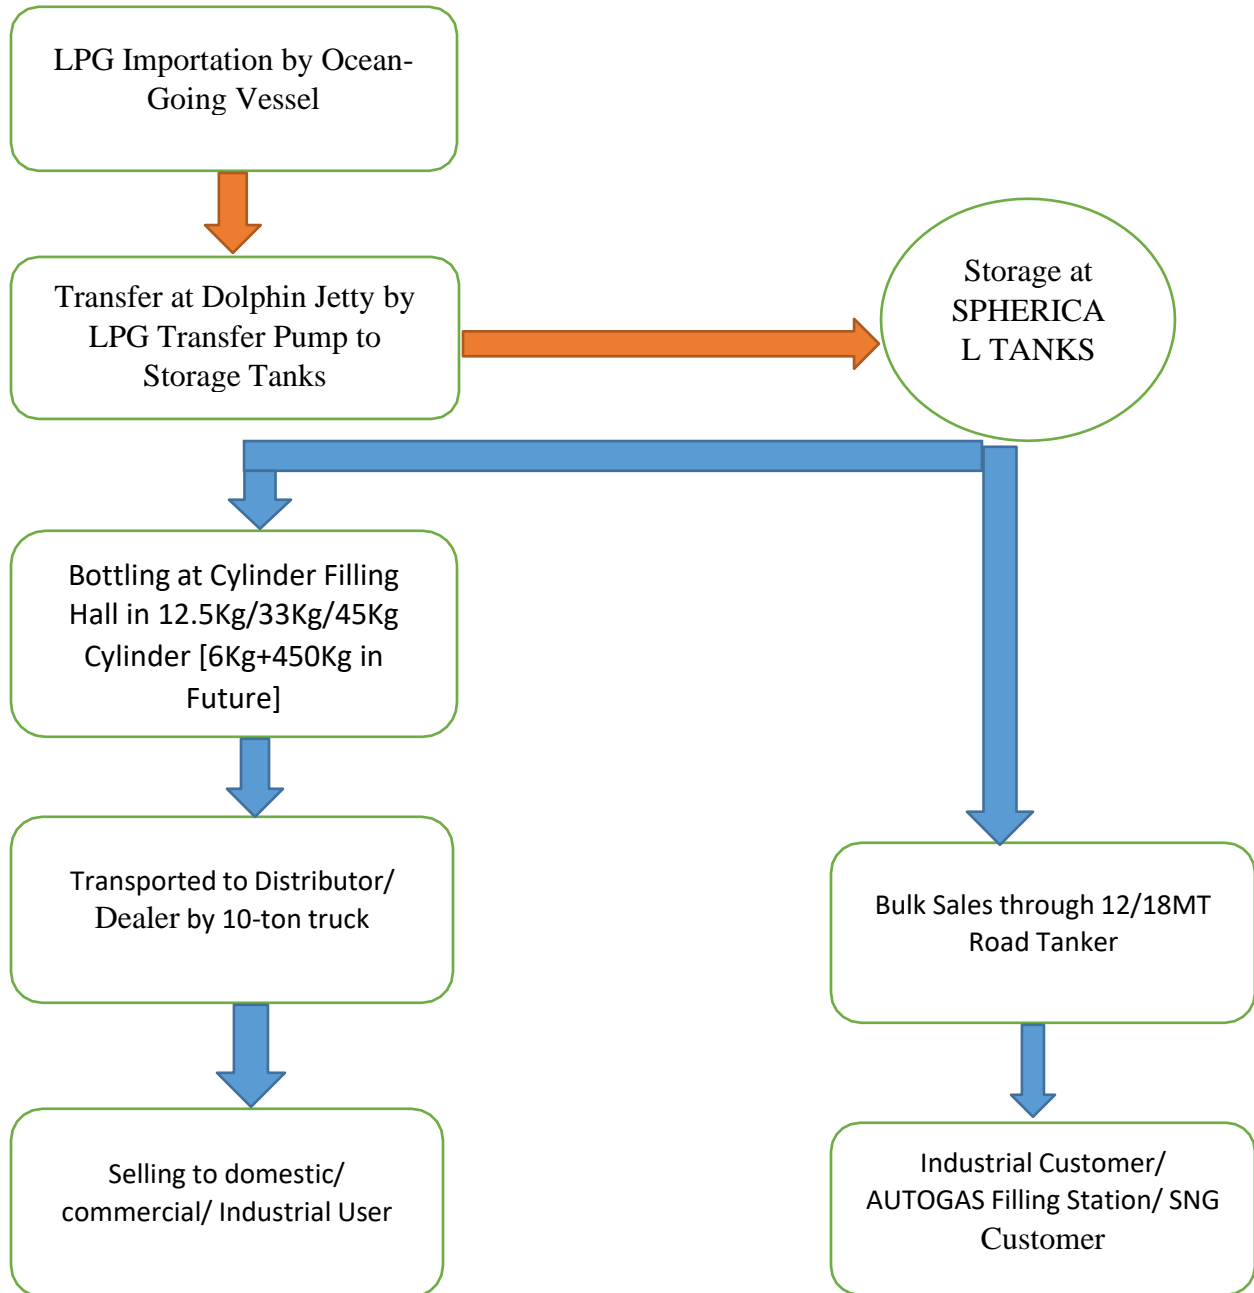 LPG Importation by Ocean-
Going Vessel
Transfer at Dolphin Jetty by
LPG Transfer Pump to
Storage Tanks
Storage at
SPHERICA
L TANKS
Bottling at Cylinder Filling
Hall in 12.5Kg/33Kg/45Kg
Cylinder [6Kg+450Kg in
Future]
Transported to Distributor/
Dealer by 10-ton truck
Selling to domestic/
commercial/ Industrial User
Bulk Sales through 12/18MT
Road Tanker
Industrial Customer/
AUTOGAS Filling Station/ SNG
Customer